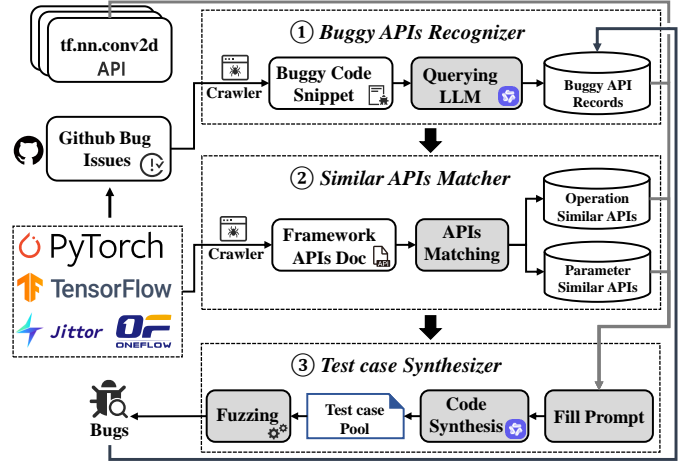 tf.nn.conv2d
API
① Buggy APIs Recognizer
Crawler
Buggy Code
Snippet
Querying
LLM
Buggy API
Records
Github Bug
Issues
② Similar APIs Matcher
Crawler
Framework
APIs Doc
API
APIs
Matching
Operation
Similar APIs
Parameter
Similar APIs
PyTorch
TensorFlow
Jittor
OF
ONEFLOW
③ Test case Synthesizer
Bugs
Fuzzing
Test case
Pool
Code
Synthesis
Fill Prompt